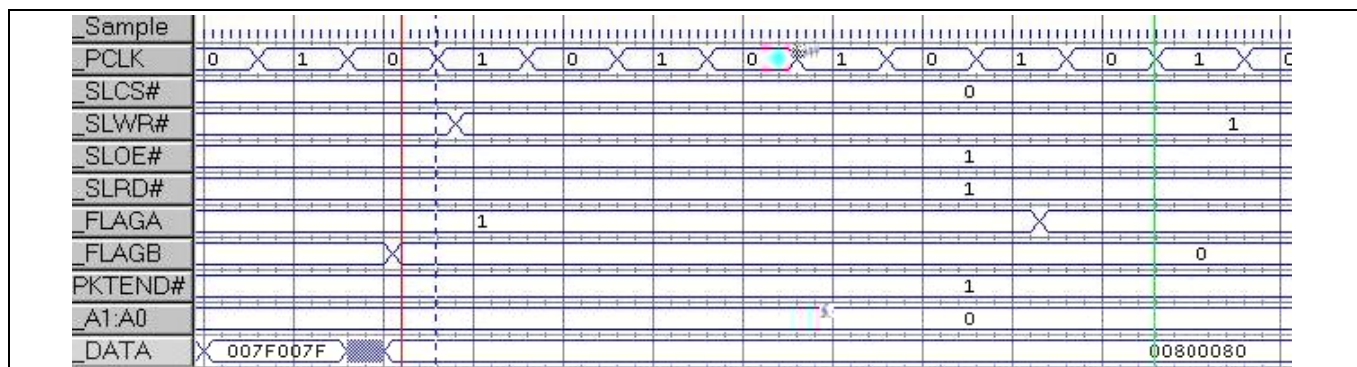 _Sample
_PCLK 0 1 0 1 0 1 0 1 0 1 0 1 0
_SLCS# 0
_SLWR# 1
_SLOE# 1
_SLRD# 1
_FLAGA 1
_FLAGB 0
PKTEND# 1
_A1:A0 0
_DATA 007F007F 00800080